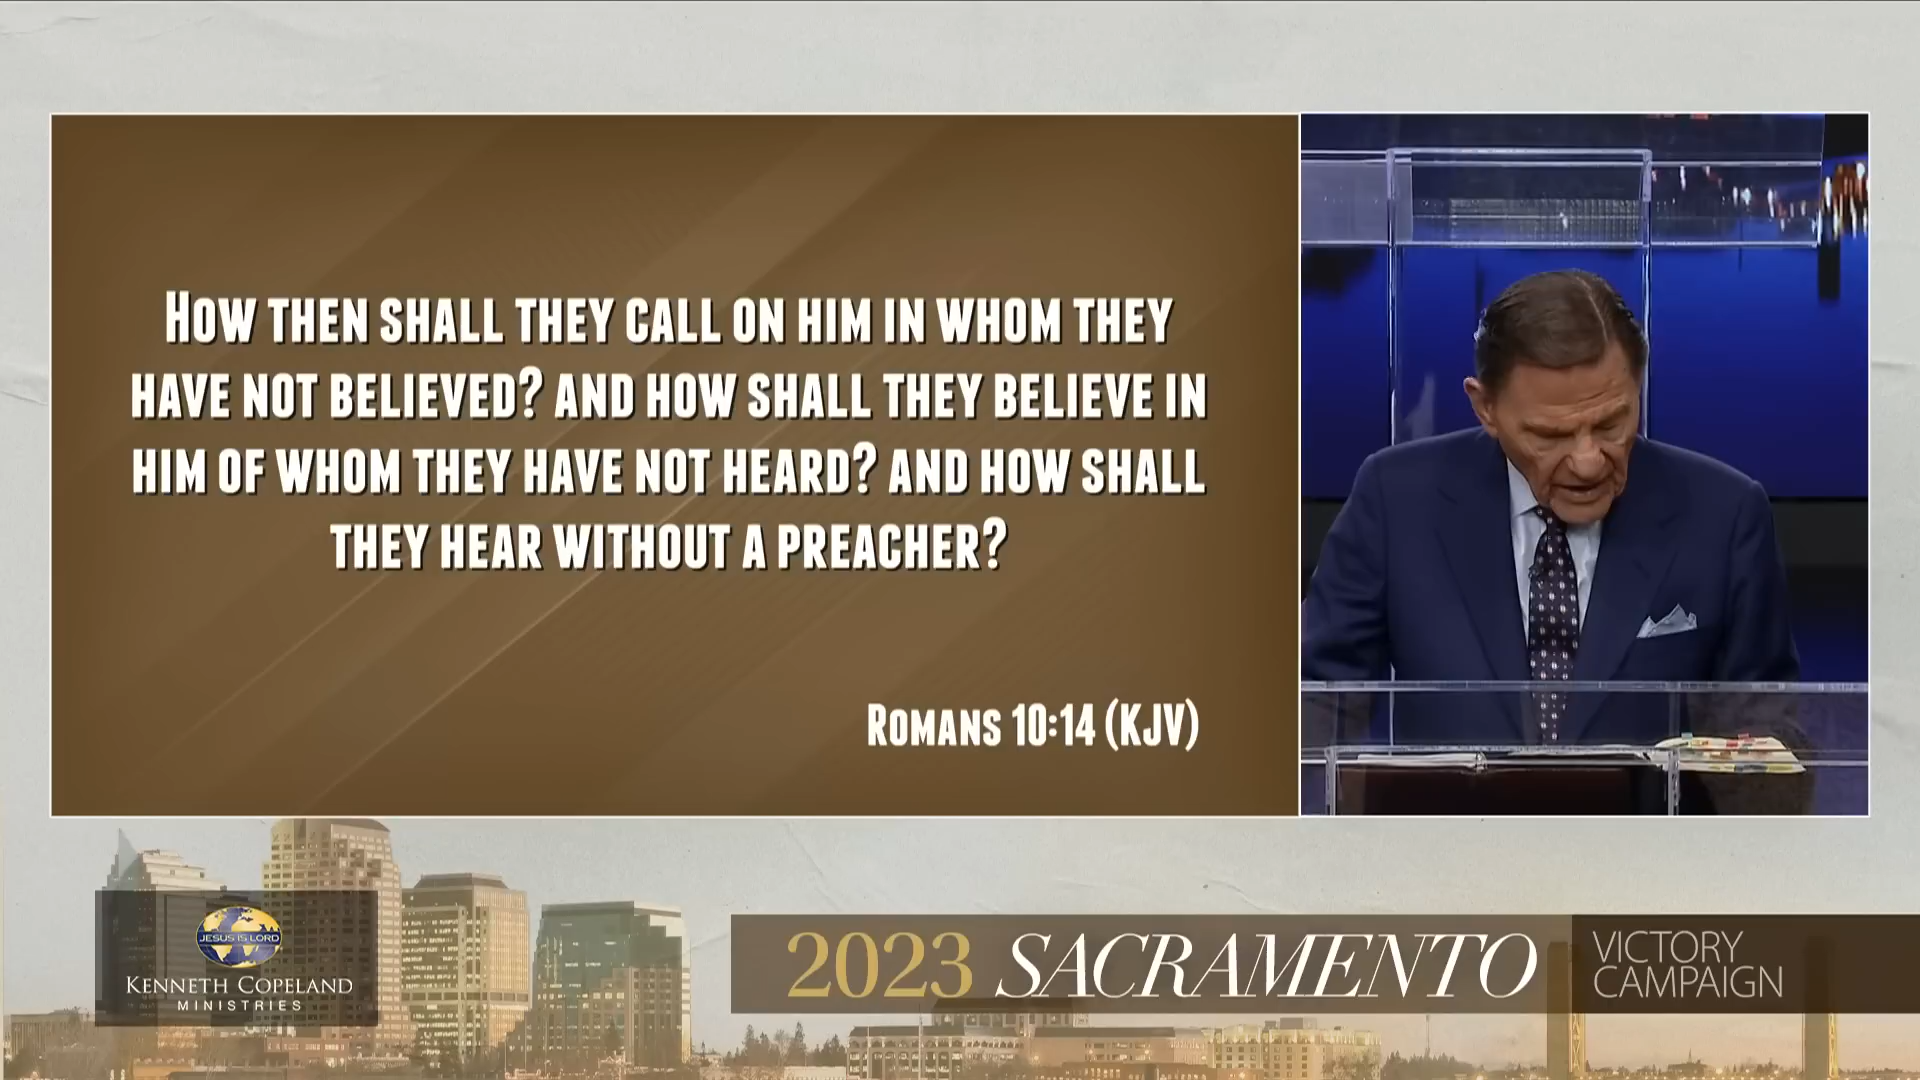 How then shall they call on him in whom they
have not believed? and how shall they believe in
him of whom they have not heard? and how shall
they hear without a preacher?
Romans 10:14 (KJV)
JESUS IS LORD
Kenneth Copeland
MINISTRIES
2023 SACRAMENTO
VICTORY
CAMPAIGN